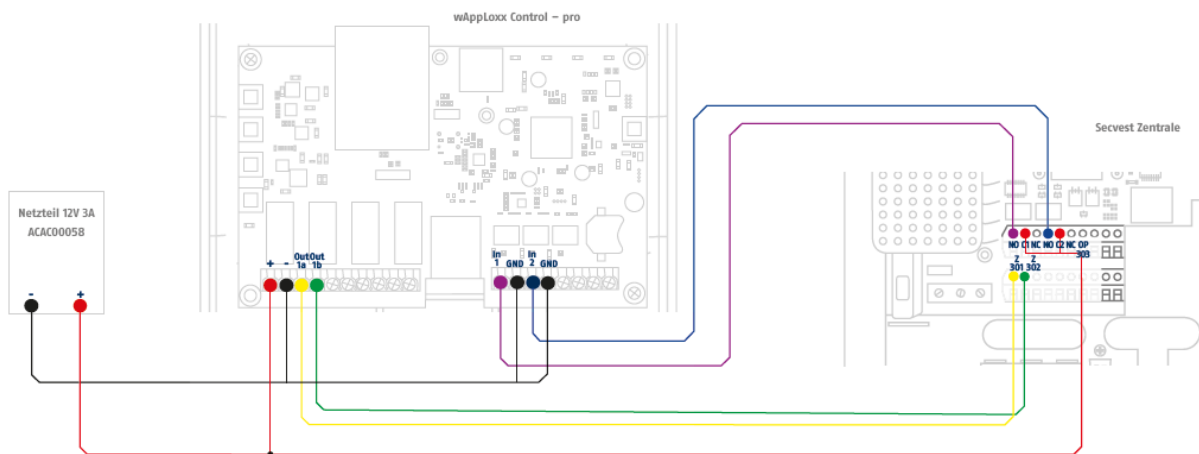 wAppLoxx Control – pro
Secvest Zentrale
Netzteil 12V 3A
ACAC00058
- +
+ - Out 1a Out 1b
In 1 GND In 2 GND
NO C1 NC NO C2 NC OP 303
Z 301 Z 302